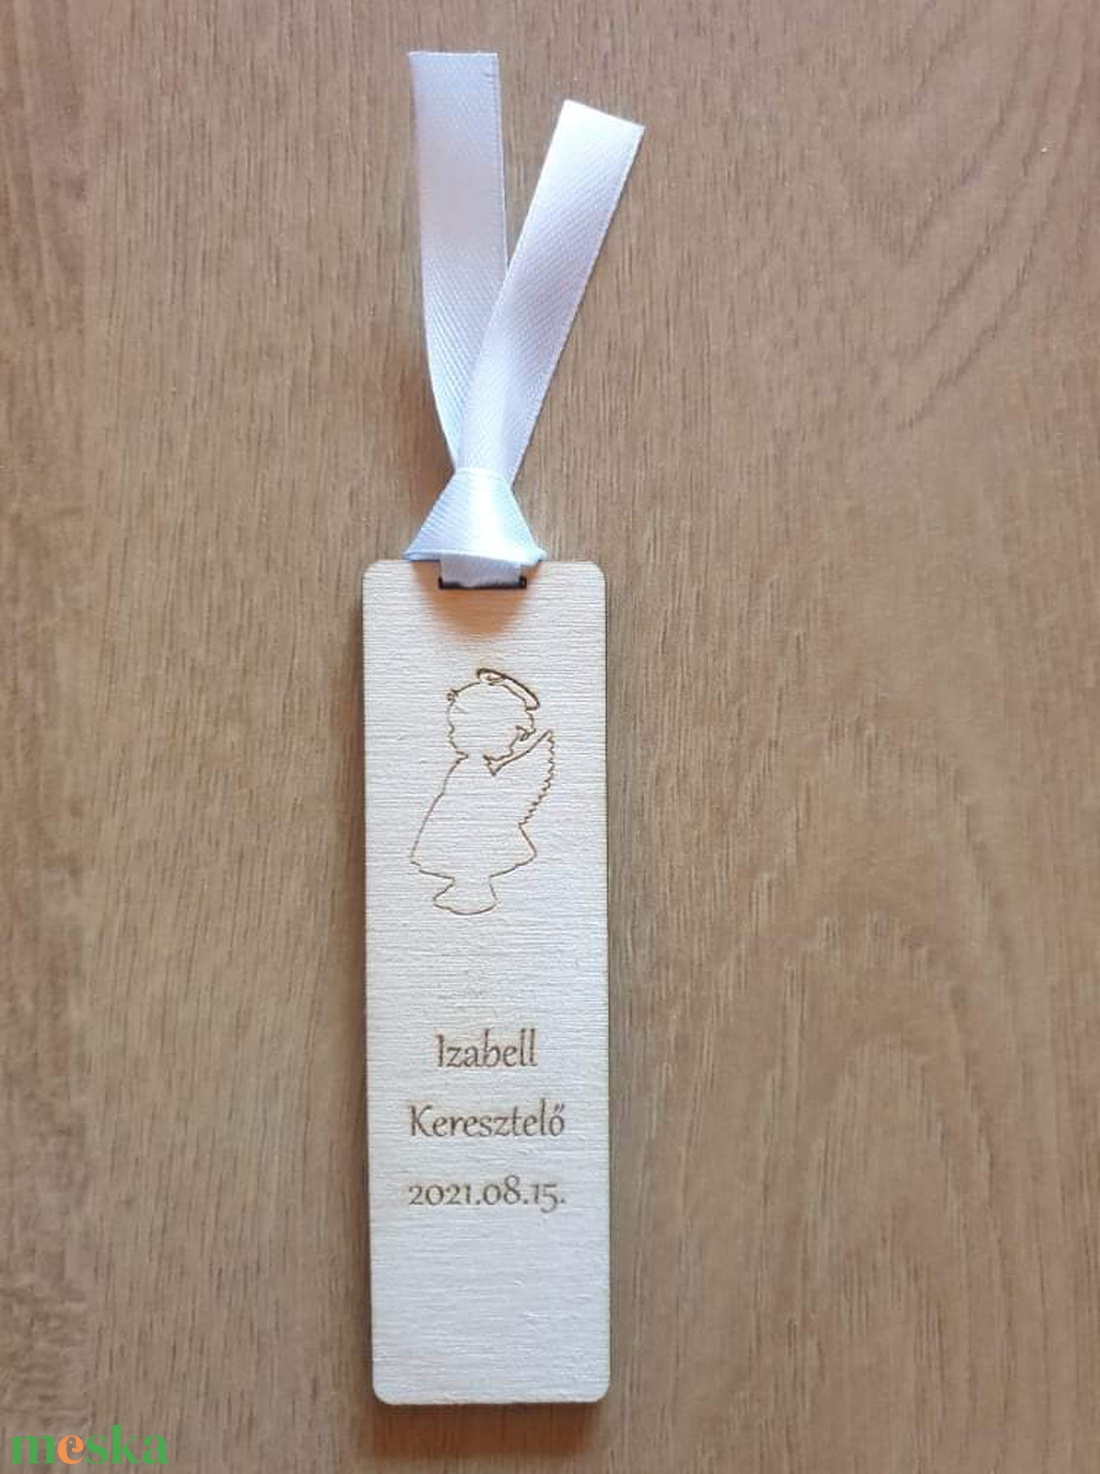 Izabell
Keresztelő
2021.08.15.
meska